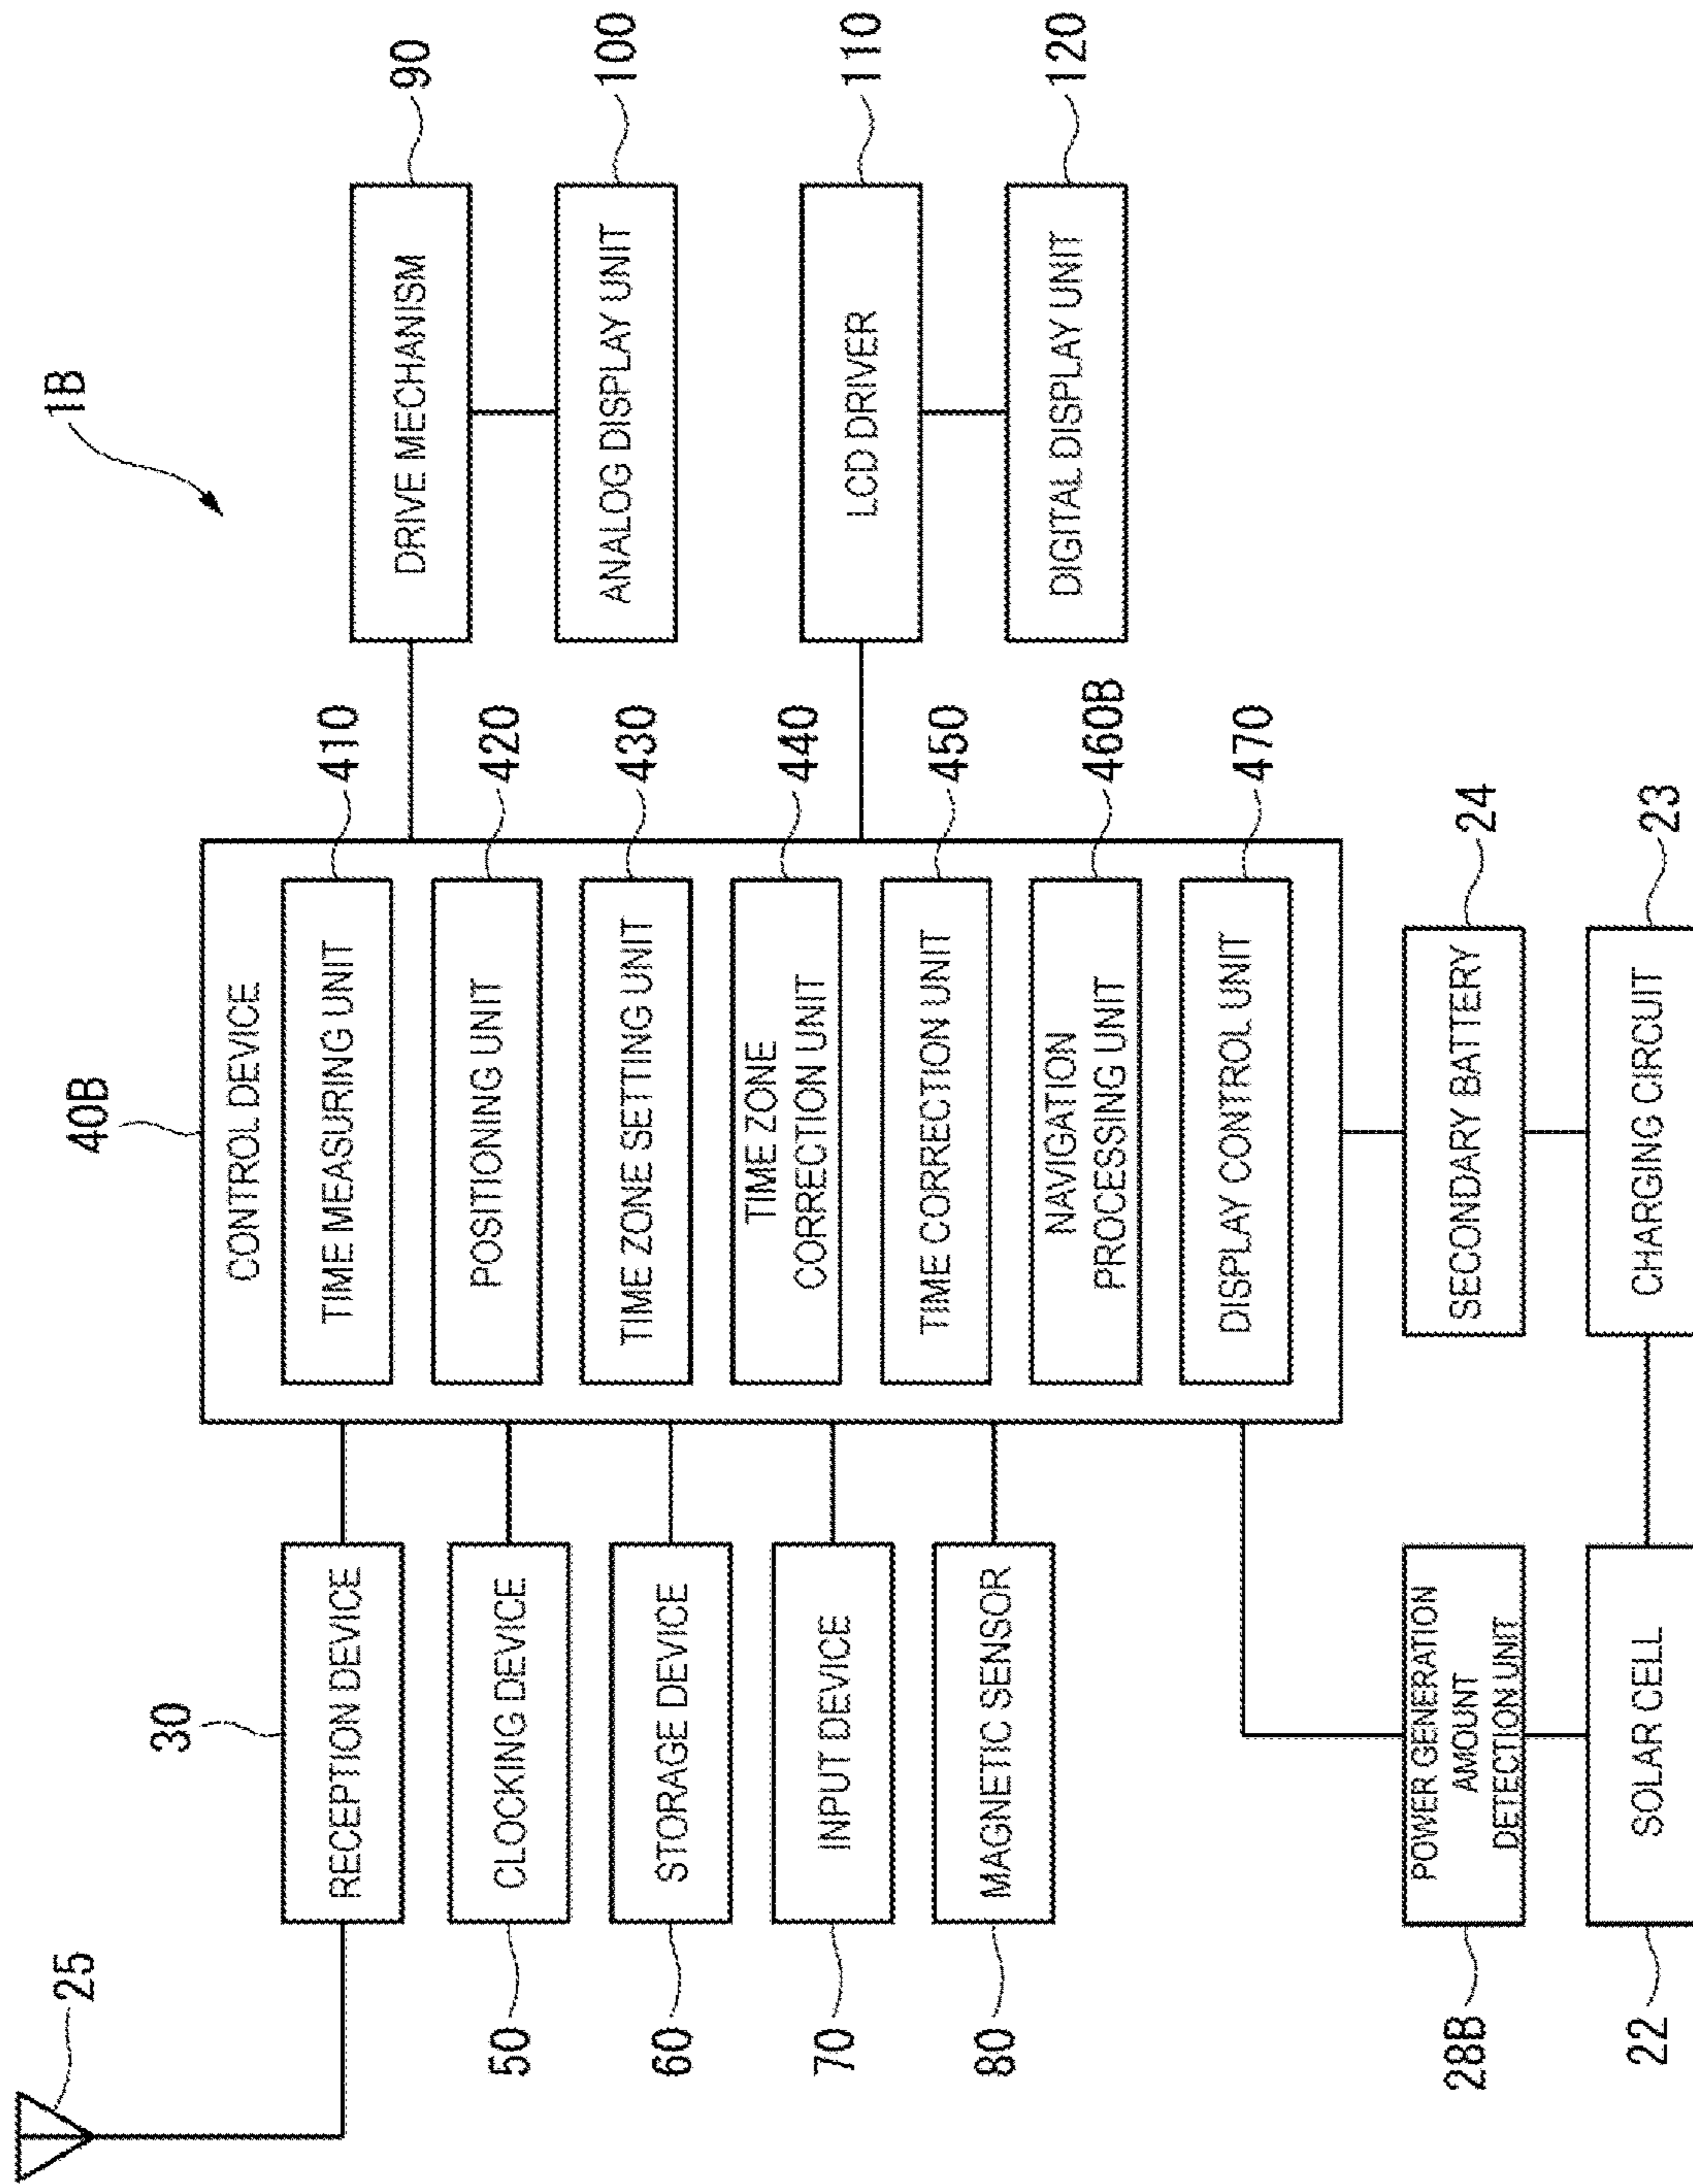 1B
25
30
RECEPTION DEVICE
50
CLOCKING DEVICE
60
STORAGE DEVICE
70
INPUT DEVICE
80
MAGNETIC SENSOR
28B
POWER GENERATION
AMOUNT
DETECTION UNIT
22
SOLAR CELL
40B
CONTROL DEVICE
TIME MEASURING UNIT
410
POSITIONING UNIT
420
TIME ZONE SETTING UNIT
430
TIME ZONE
CORRECTION UNIT
440
TIME CORRECTION UNIT
450
NAVIGATION
PROCESSING UNIT
460B
DISPLAY CONTROL UNIT
470
SECONDARY BATTERY
24
CHARGING CIRCUIT
23
DRIVE MECHANISM
90
ANALOG DISPLAY UNIT
100
LCD DRIVER
110
DIGITAL DISPLAY UNIT
120